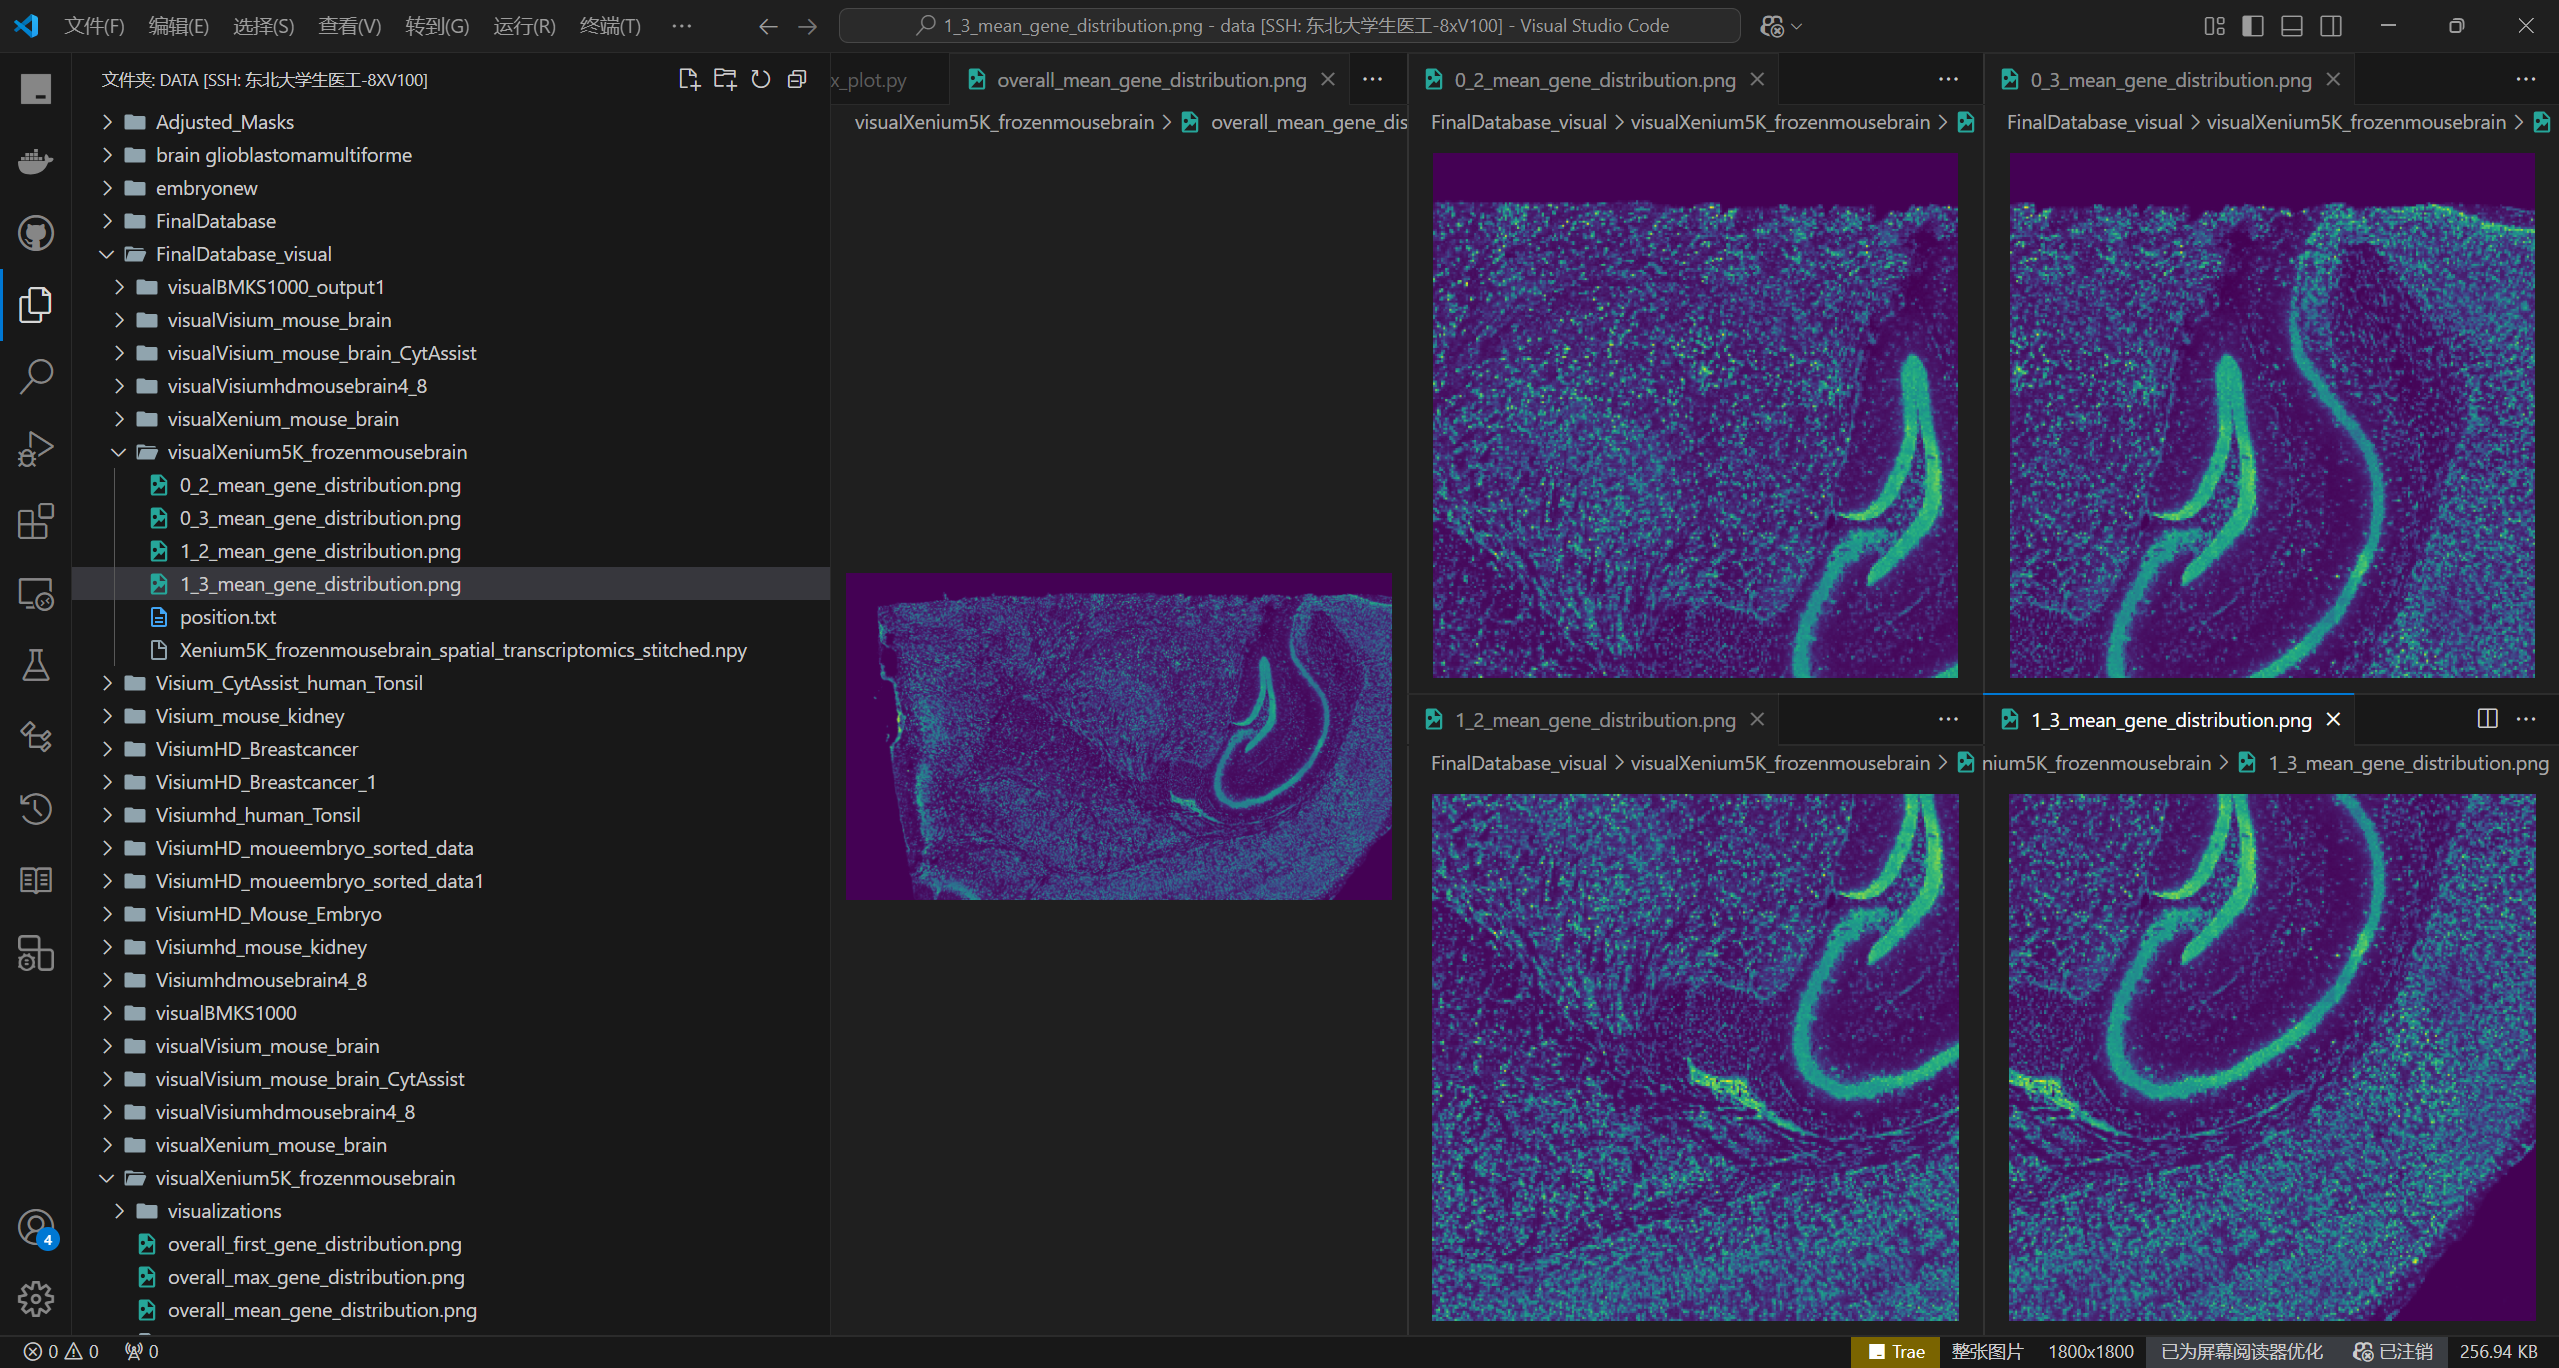 文件(F) 编辑(E) 选择(S) 查看(V) 转到(G) 运行(R) 终端(T) ···
1_3_mean_gene_distribution.png - data [SSH: 东北大学生医工-8xV100] - Visual Studio Code
文件夹: DATA [SSH: 东北大学生医工-8XV100]
Adjusted_Masks
brain glioblastomamultiforme
embryonew
FinalDatabase
FinalDatabase_visual
visualBMKS1000_output1
visualVisium_mouse_brain
visualVisium_mouse_brain_CytAssist
visualVisiumhdmousebrain4_8
visualXenium_mouse_brain
visualXenium5K_frozenmousebrain
0_2_mean_gene_distribution.png
0_3_mean_gene_distribution.png
1_2_mean_gene_distribution.png
1_3_mean_gene_distribution.png
position.txt
Xenium5K_frozenmousebrain_spatial_transcriptomics_stitched.npy
Visium_CytAssist_human_Tonsil
Visium_mouse_kidney
VisiumHD_Breastcancer
VisiumHD_Breastcancer_1
Visiumhd_human_Tonsil
VisiumHD_moueembryo_sorted_data
VisiumHD_moueembryo_sorted_data1
VisiumHD_Mouse_Embryo
Visiumhd_mouse_kidney
Visiumhdmousebrain4_8
visualBMKS1000
visualVisium_mouse_brain
visualVisium_mouse_brain_CytAssist
visualVisiumhdmousebrain4_8
visualXenium_mouse_brain
visualXenium5K_frozenmousebrain
visualizations
overall_first_gene_distribution.png
overall_max_gene_distribution.png
overall_mean_gene_distribution.png
4
x_plot.py
overall_mean_gene_distribution.png
visualXenium5K_frozenmousebrain > overall_mean_gene_dis
0_2_mean_gene_distribution.png
FinalDatabase_visual > visualXenium5K_frozenmousebrain >
0_3_mean_gene_distribution.png
FinalDatabase_visual > visualXenium5K_frozenmousebrain >
1_2_mean_gene_distribution.png
FinalDatabase_visual > visualXenium5K_frozenmousebrain >
1_3_mean_gene_distribution.png
nium5K_frozenmousebrain > 1_3_mean_gene_distribution.png
0 0 0
Trae 整张图片 1800x1800 已为屏幕阅读器优化 已注销 256.94 KB